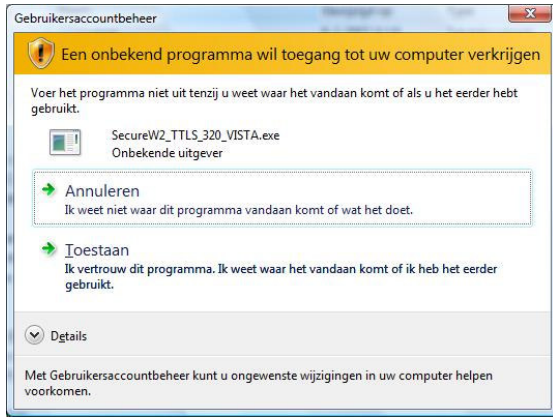 Gebruikersaccountbeheer
Een onbekend programma wil toegang tot uw computer verkrijgen
Voer het programma niet uit tenzij u weet waar het vandaan komt of als u het eerder hebt
gebruikt.
SecureW2_TTLS_320_VISTA.exe
Onbekende uitgever
Annuleren
Ik weet niet waar dit programma vandaan komt of wat het doet.
Toestaan
Ik vertrouw dit programma. Ik weet waar het vandaan komt of ik heb het eerder
gebruikt.
Details
Met Gebruikersaccountbeheer kunt u ongewenste wijzigingen in uw computer helpen
voorkomen.